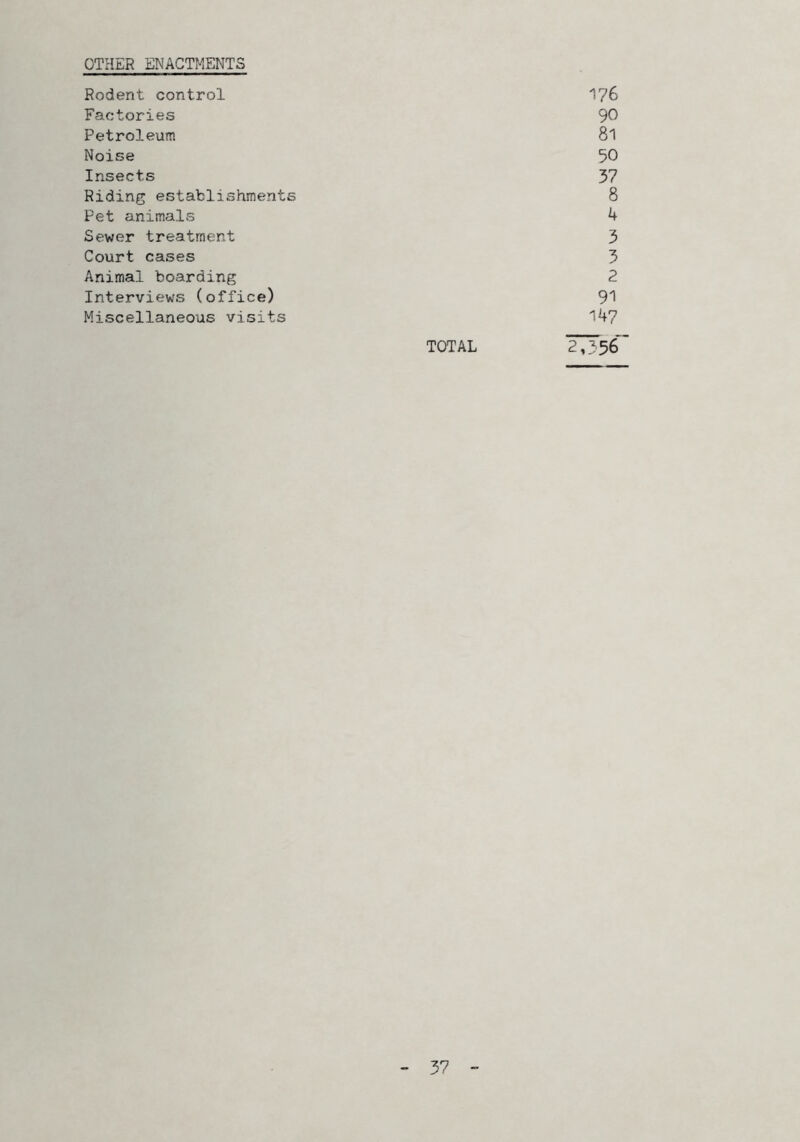 OTHER ENACTMENTS
Rodent control 176
Factories 90
Petroleum 81
Noise 50
Insects 37
Riding establishments 8
Pet animals 4
Sewer treatment 3
Court cases 3
Animal boarding 2
Interviews (office) 91
Miscellaneous visits 147
TOTAL 2,356
- 37 -